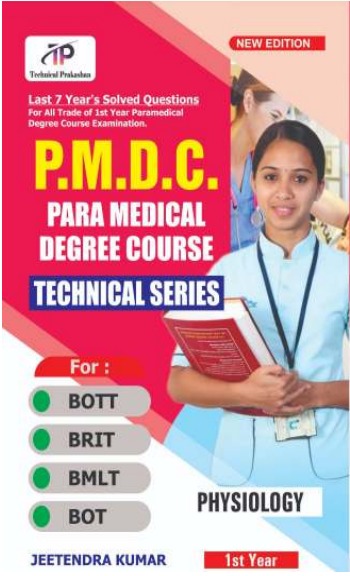 NEW EDITION
TP
Technical Prakashan
Last 7 Year's Solved Questions
For All Trade of 1st Year Paramedical
Degree Course Examination.
P.M.D.C.
PARA MEDICAL
DEGREE COURSE
TECHNICAL SERIES
For :
BOTT
BRIT
BMLT
BOT
PHYSIOLOGY
JEETENDRA KUMAR
1st Year